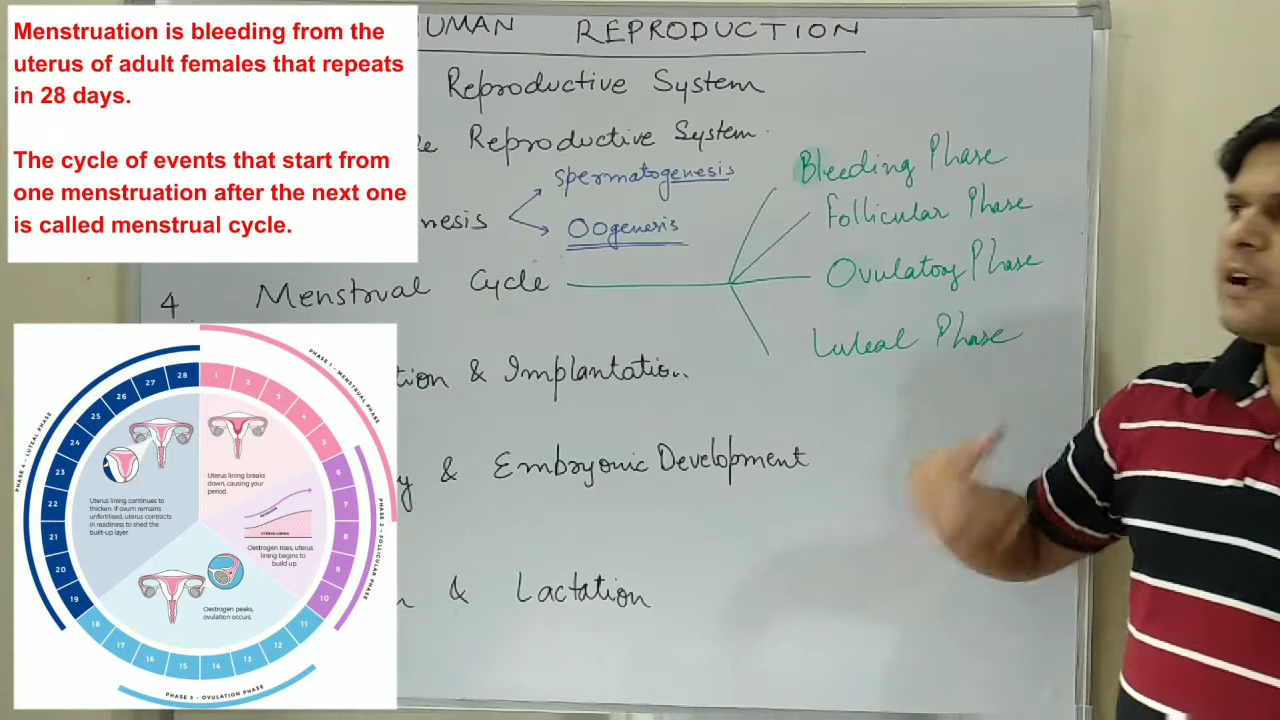 Menstruation is bleeding from the
uterus of adult females that repeats
in 28 days.
The cycle of events that start from
one menstruation after the next one
is called menstrual cycle.
HUMAN REPRODUCTION
Reproductive System
Reproductive System
nesis
spermatogenesis
Oogenesis
4. Menstrual Cycle
Bleeding Phase
Follicular Phase
Ovulatory Phase
Luteal Phase
tion & Implantation
y & Embryonic Development
n & Lactation
PHASE 1 - MENSTRUAL PHASE
PHASE 2 - FOLLICULAR PHASE
PHASE 3 - OVULATION PHASE
PHASE 4 - LUTEAL PHASE
1
2
3
4
5
6
7
8
9
10
11
12
13
14
15
16
17
18
19
20
21
22
23
24
25
26
27
28
Uterus lining breaks
down, causing your
period
UTERUS LINING
Oestrogen rises, uterus
lining begins to
build up.
Oestrogen peaks,
ovulation occurs.
Uterus lining continues to
thicken. If ovum remains
unfertilised, uterus contracts
in readiness to shed the
built-up layer.